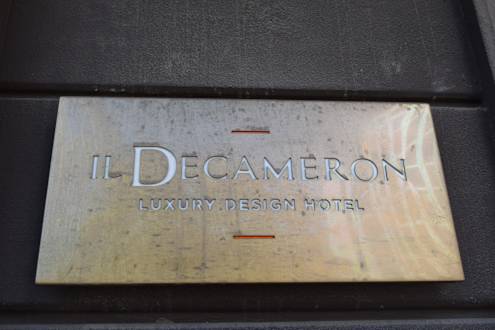 IL DECAMERON
LUXURY DESIGN HOTEL